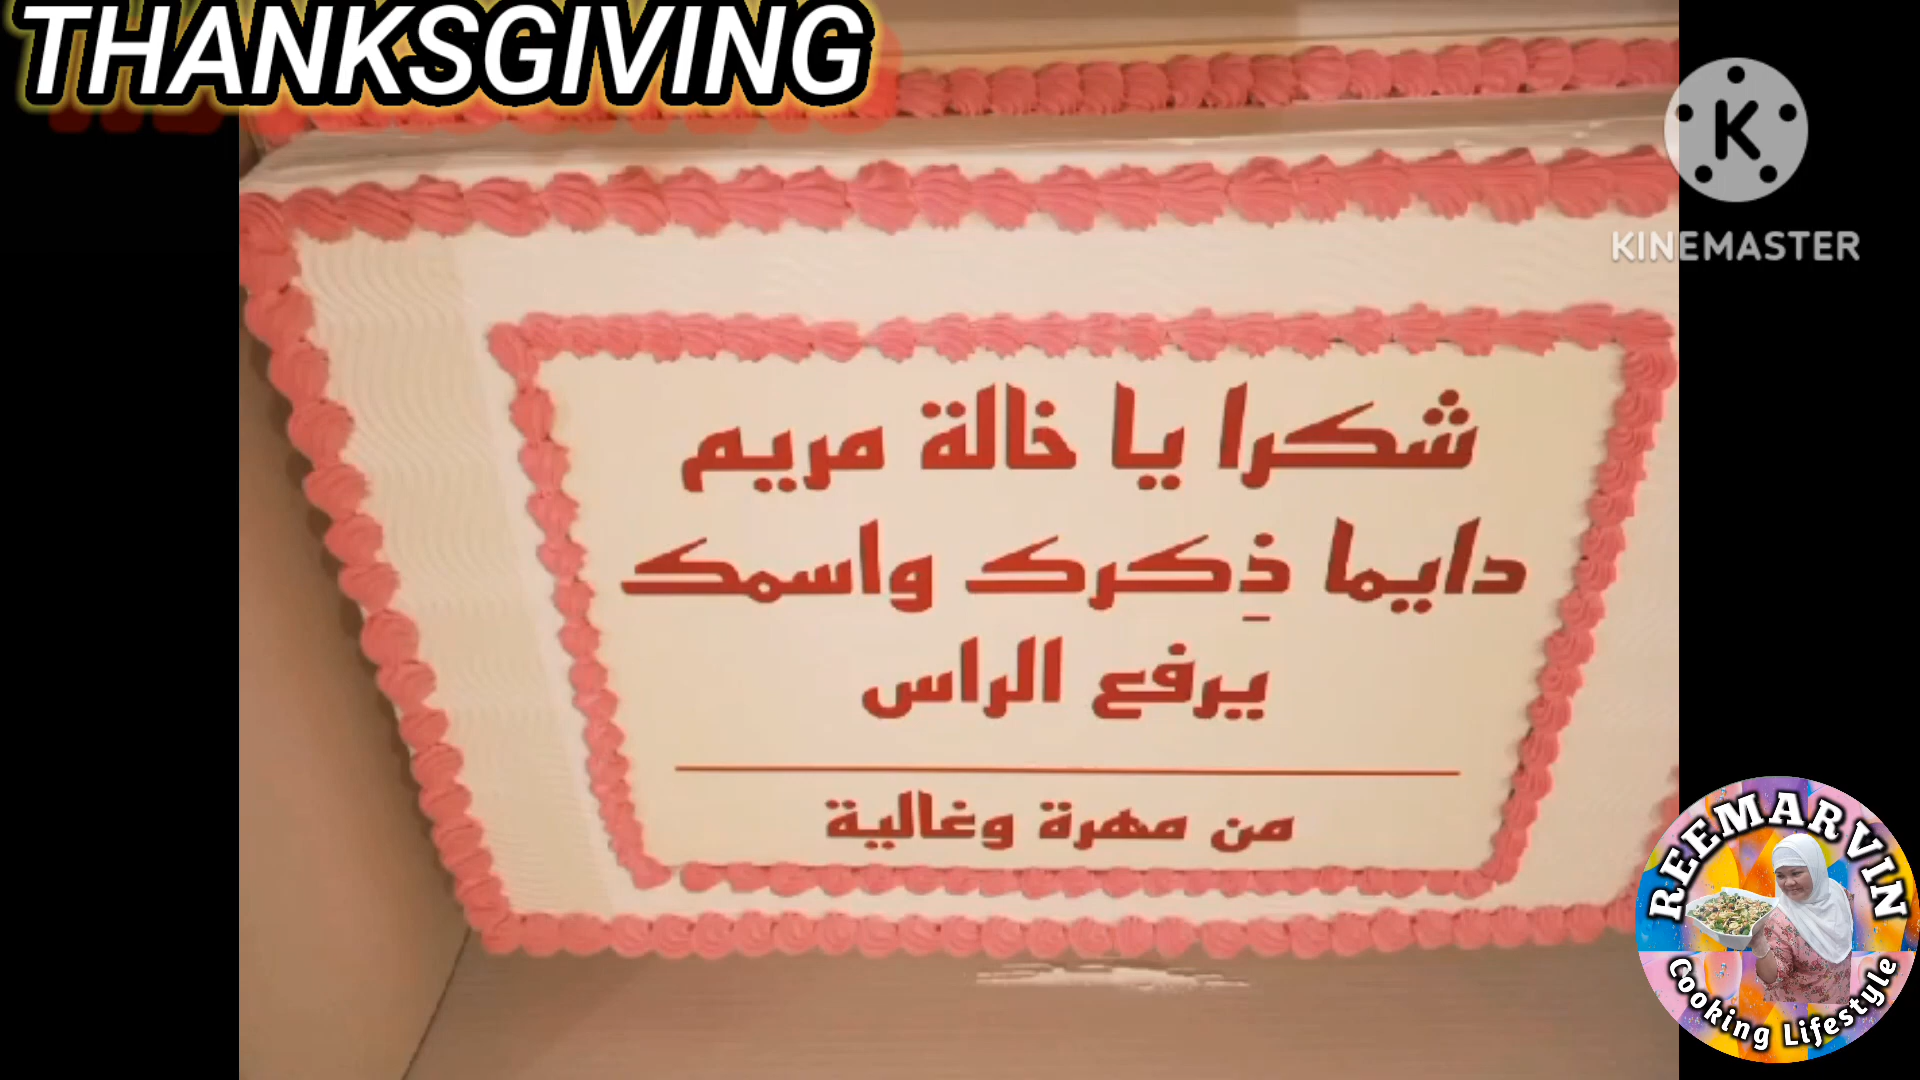 THANKSGIVING
KINEMASTER
شكرا يا خالة مريم
دايما ذِكرك واسمك
يرفع الراس
من مهرة وغالية
REEMARVIN
Cooking Lifestyle